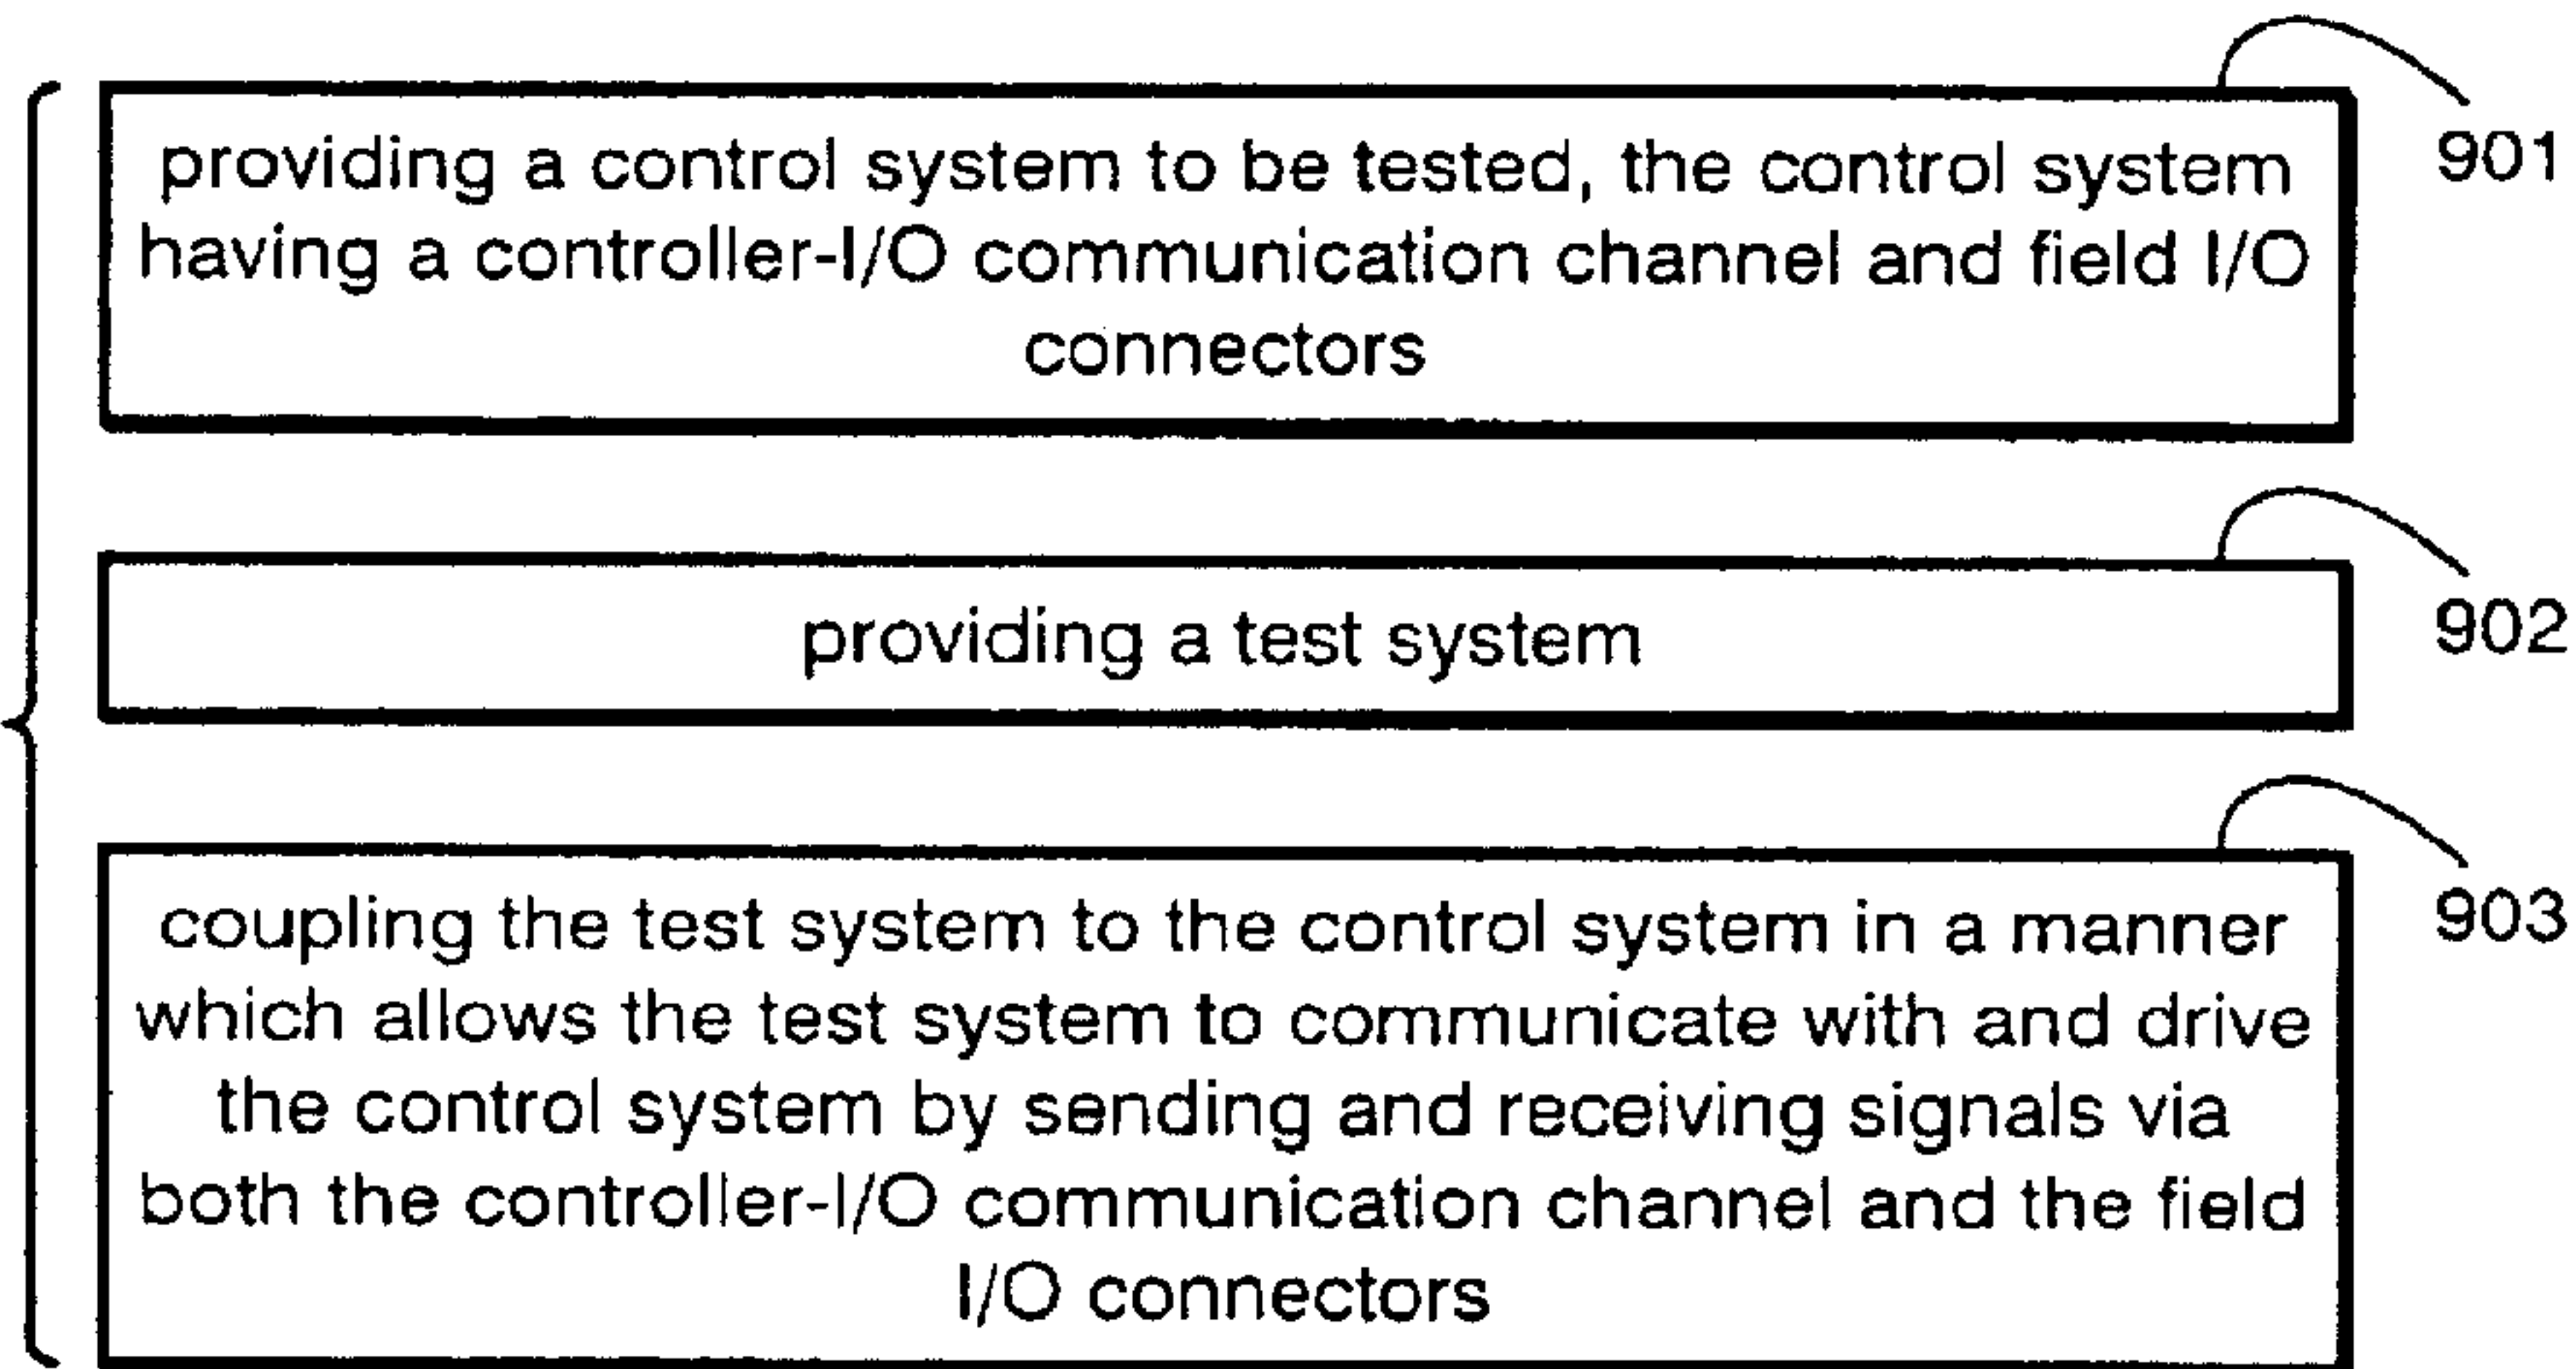 providing a control system to be tested, the control system
having a controller-I/O communication channel and field I/O
connectors
901
providing a test system
902
coupling the test system to the control system in a manner
which allows the test system to communicate with and drive
the control system by sending and receiving signals via
both the controller-I/O communication channel and the field
I/O connectors
903